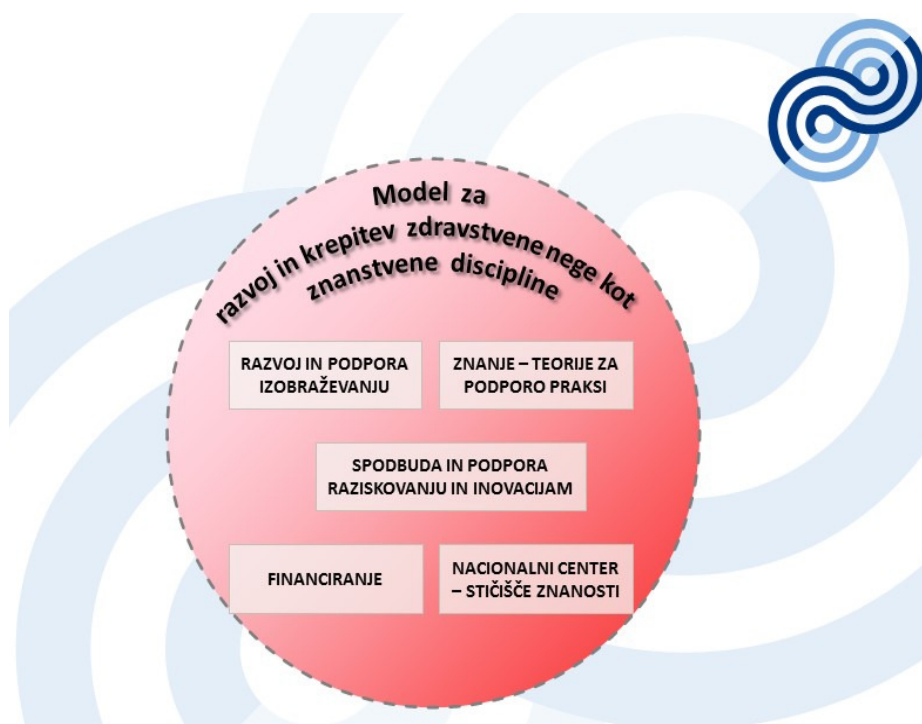 Model za
razvoj in krepitev zdravstvene nege kot
znanstvene discipline
RAZVOJ IN PODPORA
IZOBRAŽEVANJU
ZNANJE – TEORIJE ZA
PODPORO PRAKSI
SPODBUDA IN PODPORA
RAZISKOVANJU IN INOVACIJAM
FINANCIRANJE
NACIONALNI CENTER
– STIČIŠČE ZNANOSTI